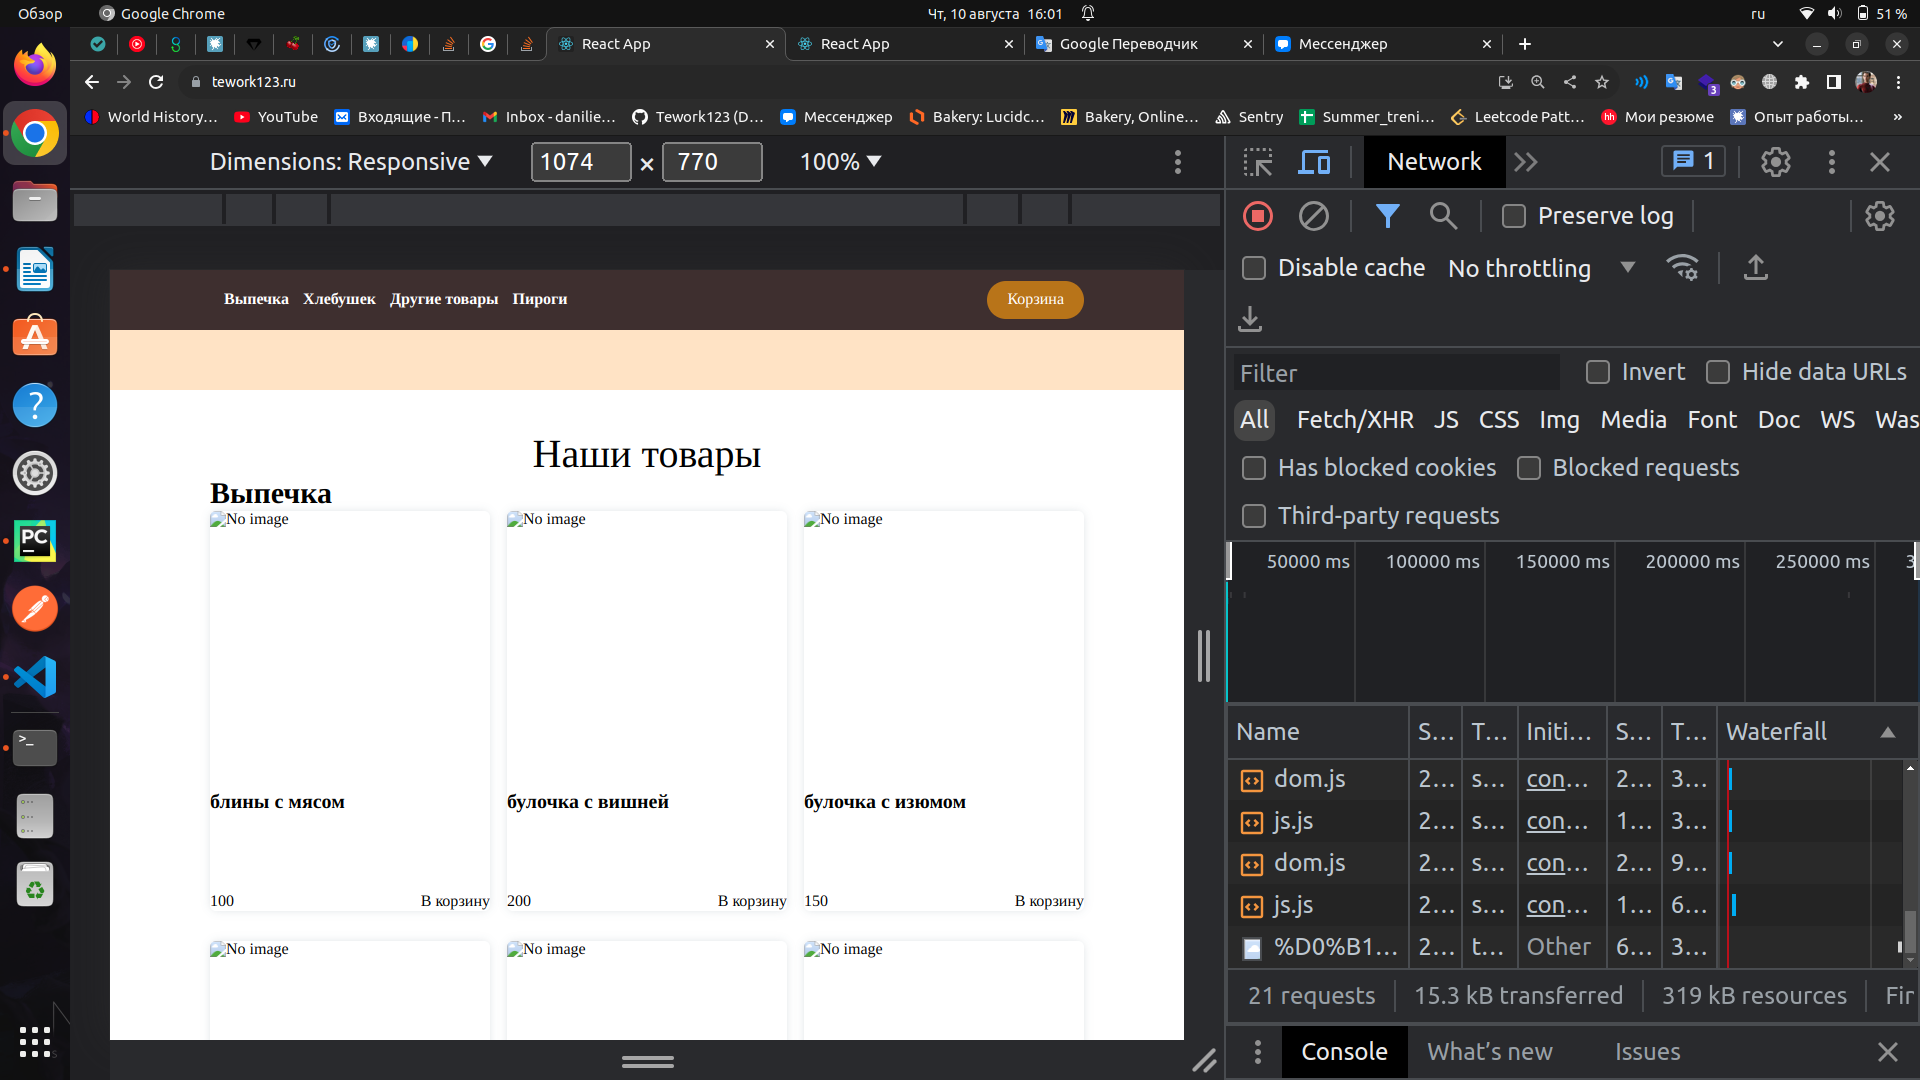 Обзор
Google Chrome
Чт, 10 августа 16:01
ru
51 %
React App
React App
Google Переводчик
Мессенджер
tework123.ru
3
World History…
YouTube
Входящие - П…
Inbox - danilie…
Tework123 (D…
Мессенджер
Bakery: Lucidc…
Bakery, Online…
Sentry
Summer_treni…
Leetcode Patt…
Мои резюме
Опыт работы…
»
Dimensions: Responsive
1074
×
770
100%
Network
1
Preserve log
Disable cache
No throttling
Filter
Invert
Hide data URLs
All
Fetch/XHR
JS
CSS
Img
Media
Font
Doc
WS
Was
Has blocked cookies
Blocked requests
Third-party requests
50000 ms
100000 ms
150000 ms
200000 ms
250000 ms
3
Name
S…
T…
Initi…
S…
T…
Waterfall
dom.js 2… s… con… 2… 3…
js.js 2… s… con… 1… 3…
dom.js 2… s… con… 2… 9…
js.js 2… s… con… 1… 6…
%D0%B1… 2… t… Other 6… 3…
21 requests
15.3 kB transferred
319 kB resources
Fir
Console
What's new
Issues
Выпечка
Хлебушек
Другие товары
Пироги
Корзина
Наши товары
Выпечка
No image
No image
No image
блины с мясом
булочка с вишней
булочка с изюмом
100
В корзину
200
В корзину
150
В корзину
No image
No image
No image